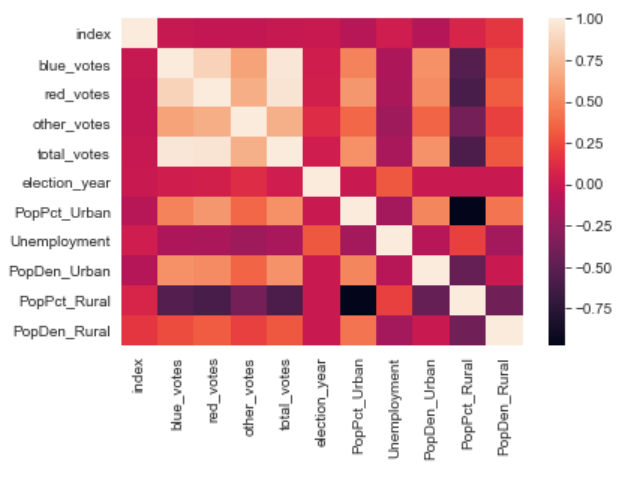 index
blue_votes
red_votes
other_votes
total_votes
election_year
PopPct_Urban
Unemployment
PopDen_Urban
PopPct_Rural
PopDen_Rural
1.00
0.75
0.50
0.25
0.00
-0.25
-0.50
-0.75
index
blue_votes
red_votes
other_votes
total_votes
election_year
PopPct_Urban
Unemployment
PopDen_Urban
PopPct_Rural
PopDen_Rural